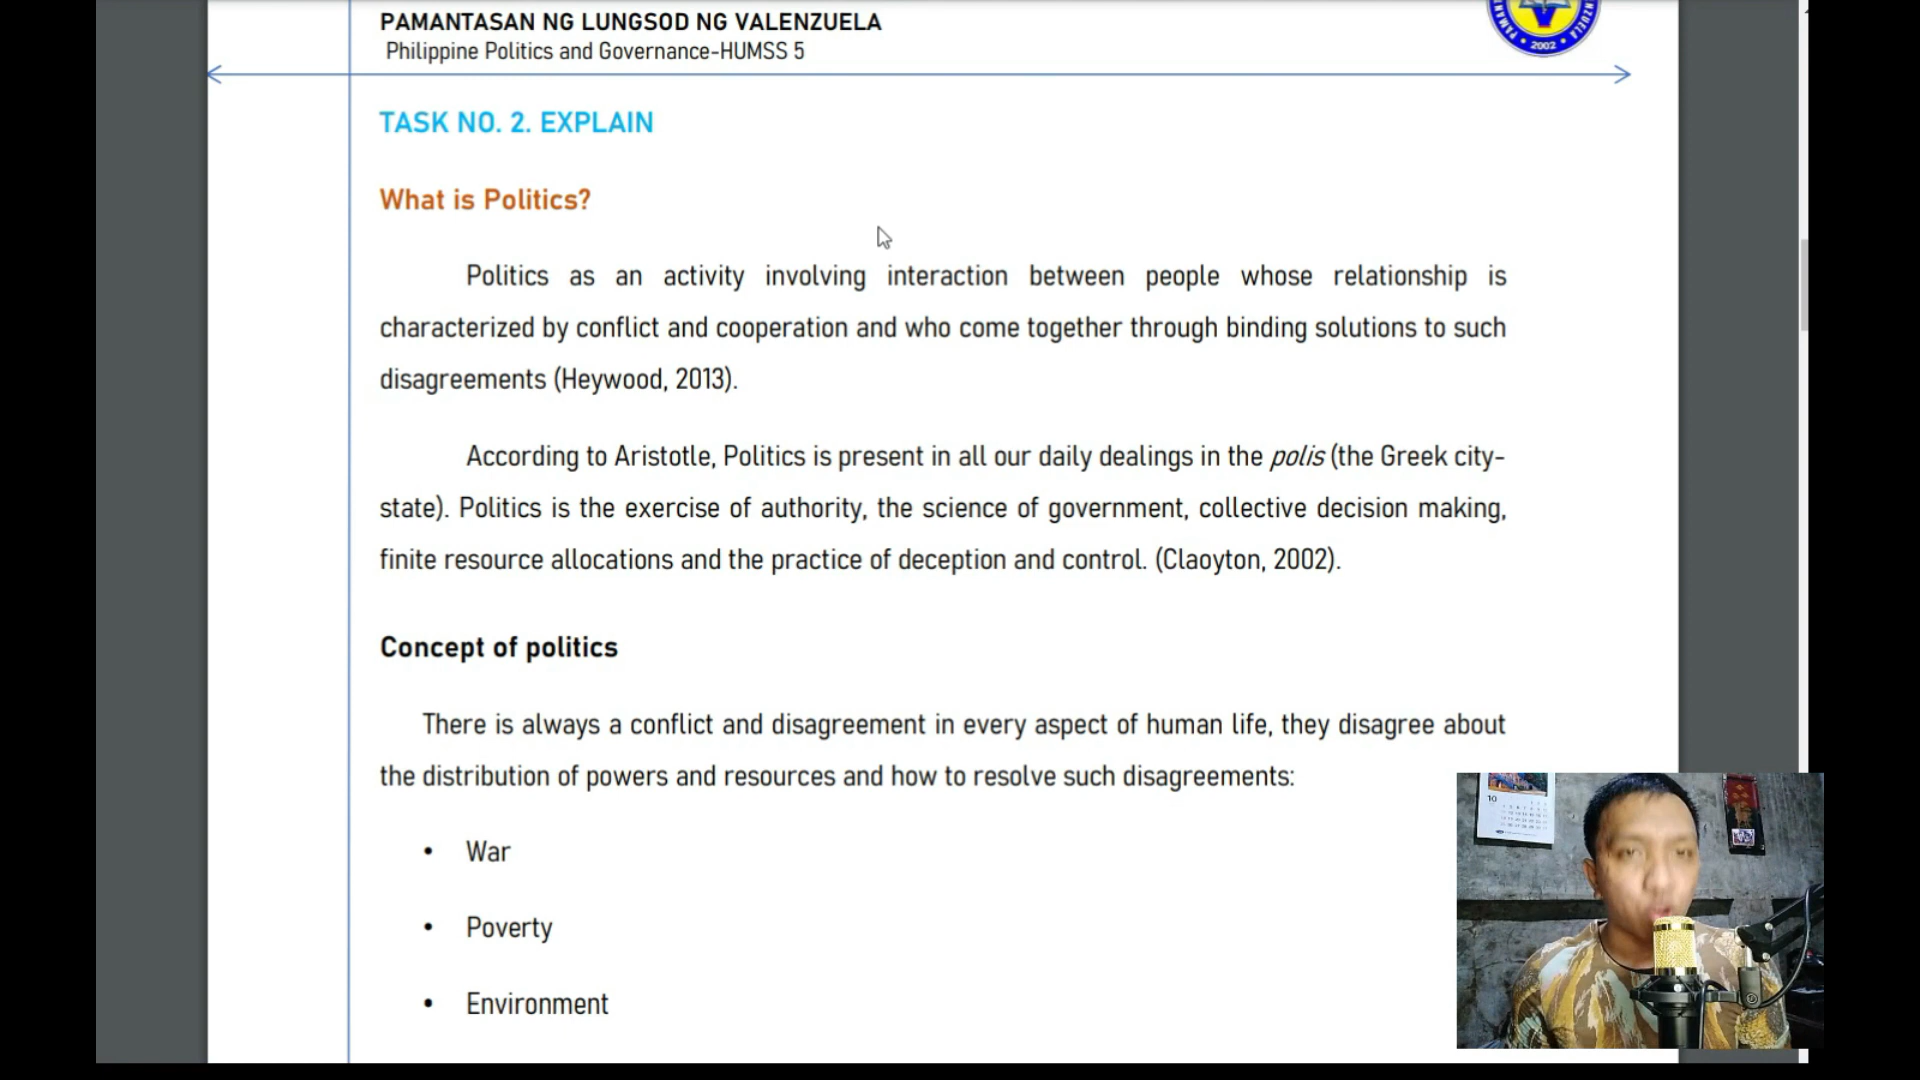 PAMANTASAN NG LUNGSOD NG VALENZUELA
Philippine Politics and Governance-HUMSS 5
2002
TASK NO. 2. EXPLAIN
What is Politics?
Politics as an activity involving interaction between people whose relationship is
characterized by conflict and cooperation and who come together through binding solutions to such
disagreements (Heywood, 2013).
According to Aristotle, Politics is present in all our daily dealings in the polis (the Greek city-
state). Politics is the exercise of authority, the science of government, collective decision making,
finite resource allocations and the practice of deception and control. (Claoyton, 2002).
Concept of politics
There is always a conflict and disagreement in every aspect of human life, they disagree about
the distribution of powers and resources and how to resolve such disagreements:
• War
• Poverty
• Environment
10